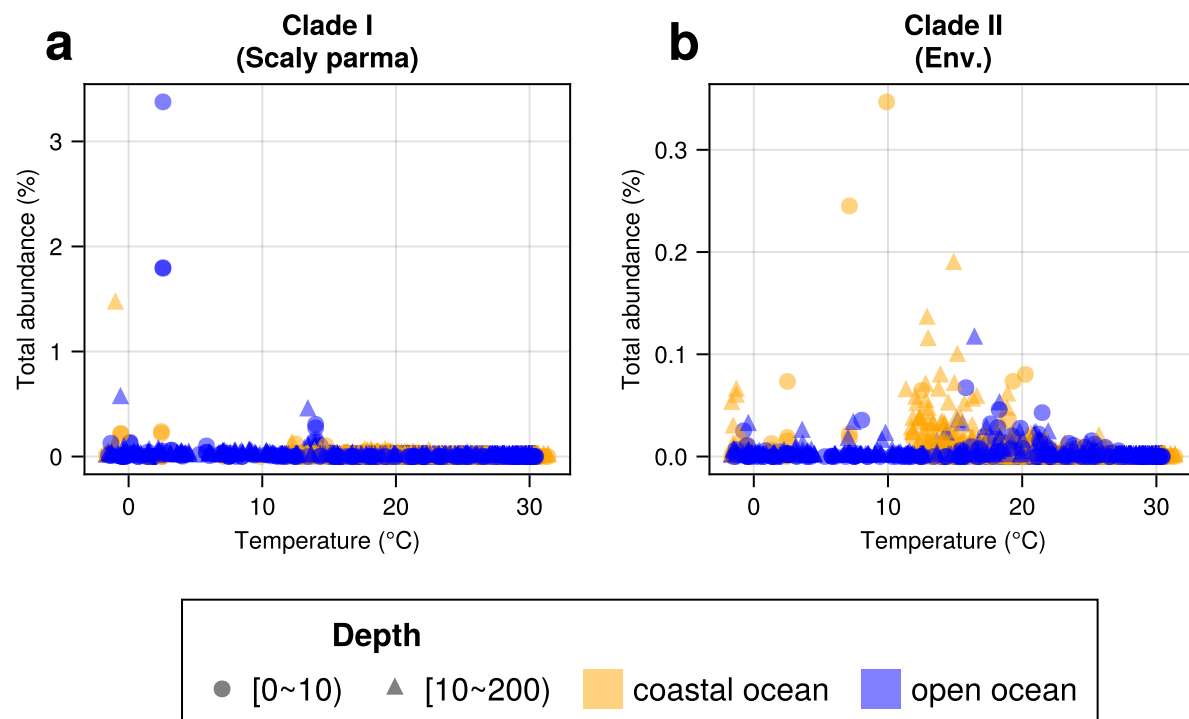 a
Clade I
(Scaly parma)
Total abundance (%)
3
2
1
0
0 10 20 30
Temperature (°C)
b
Clade II
(Env.)
Total abundance (%)
0.3
0.2
0.1
0.0
0 10 20 30
Temperature (°C)
Depth
[0~10) [10~200) coastal ocean open ocean